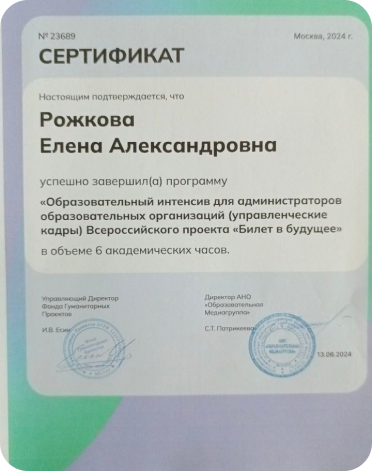 № 23689
Москва, 2024 г.
СЕРТИФИКАТ
Настоящим подтверждается, что
Рожкова
Елена Александровна
успешно завершил(а) программу
«Образовательный интенсив для администраторов
образовательных организаций (управленческие
кадры) Всероссийского проекта «Билет в будущее»
в объеме 6 академических часов.
Управляющий Директор
Фонда Гуманитарных
Проектов
И.В. Есин
Директор АНО
«Образовательная
Медиагруппа»
С.Т. Патрикеева
13.06.2024